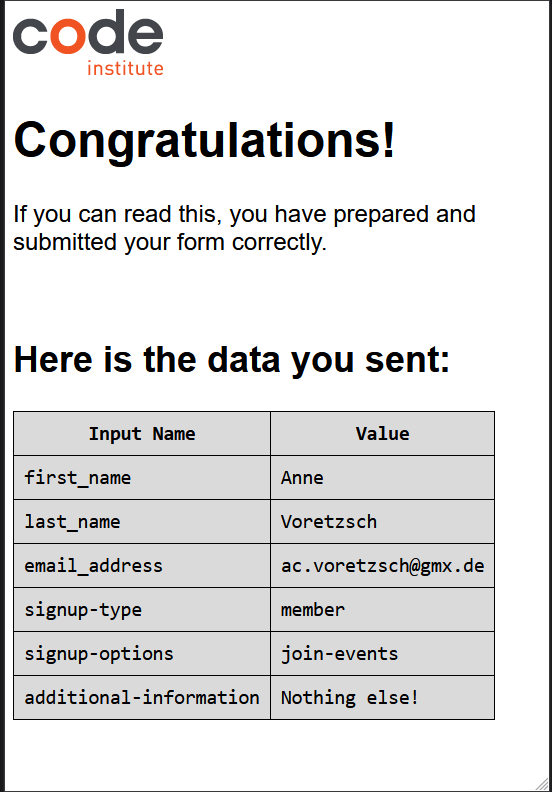 code
institute
Congratulations!
If you can read this, you have prepared and
submitted your form correctly.
Here is the data you sent:
Input Name Value
first_name Anne
last_name Voretzsch
email_address ac.voretzsch@gmx.de
signup-type member
signup-options join-events
additional-information Nothing else!